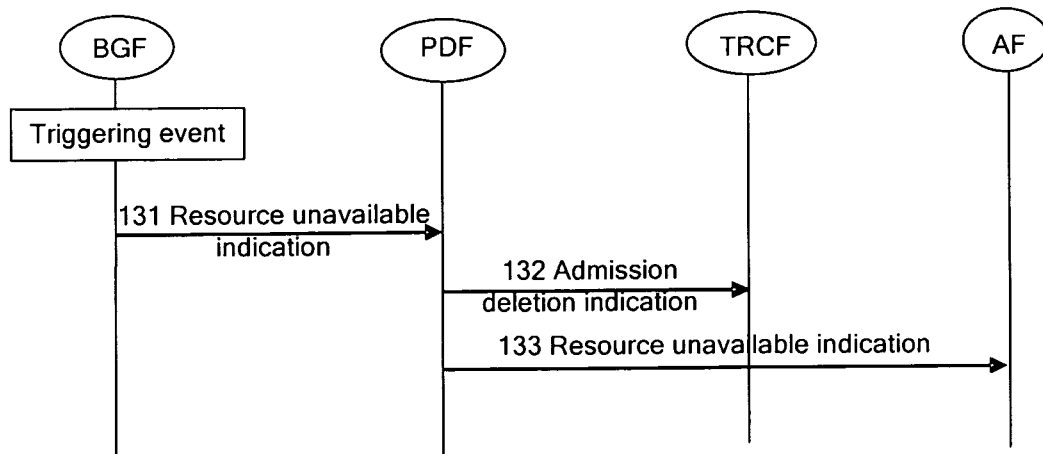 BGF
PDF
TRCF
AF
Triggering event
131 Resource unavailable
indication
132 Admission
deletion indication
133 Resource unavailable indication